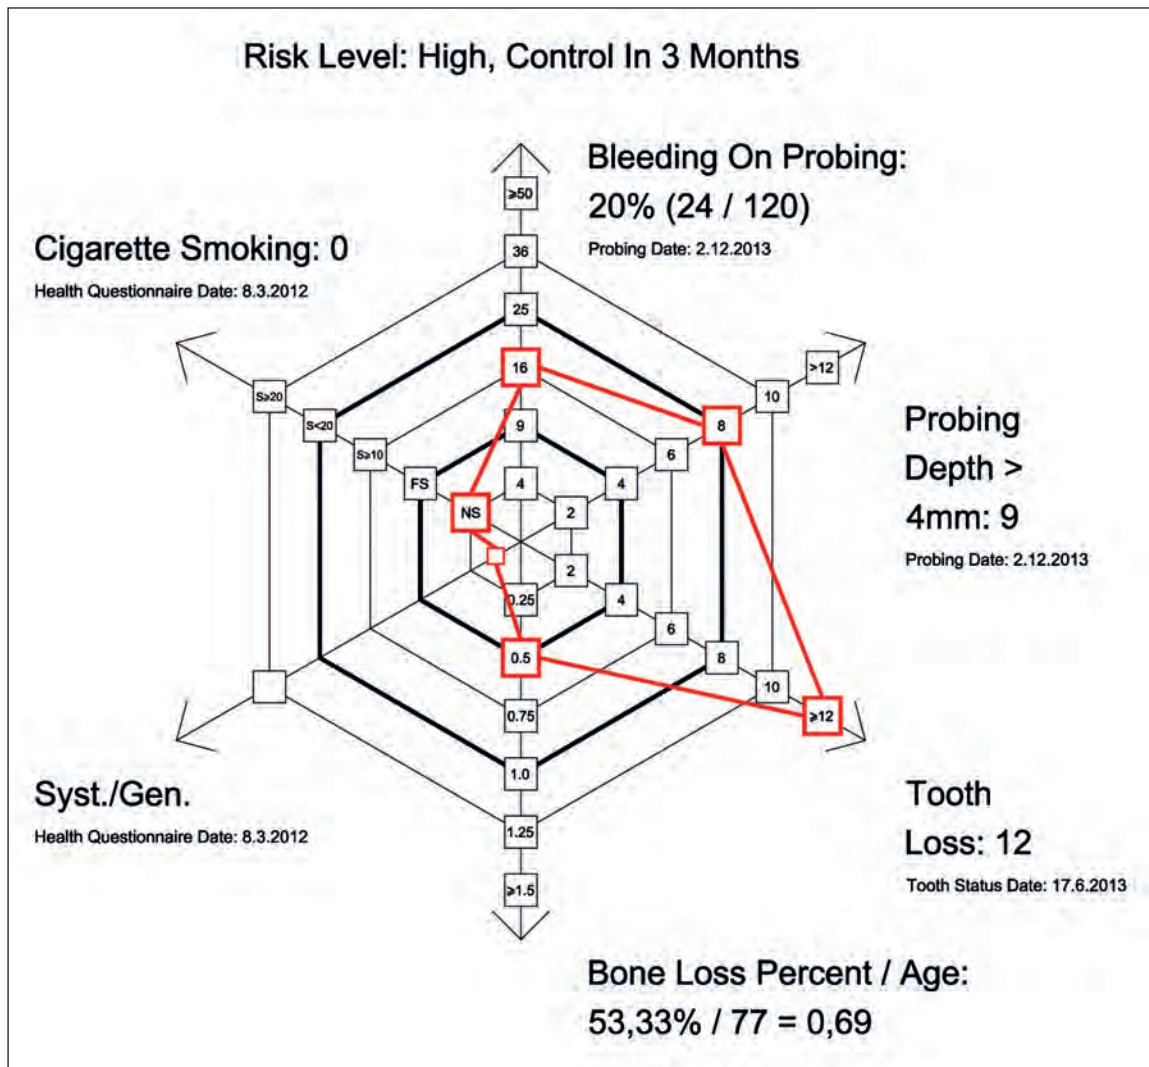 Risk Level: High, Control In 3 Months
Bleeding On Probing:
20% (24 / 120)
Probing Date: 2.12.2013
Cigarette Smoking: 0
Health Questionnaire Date: 8.3.2012
⩾50
36
25
16
9
4
>12
10
8
6
4
2
S⩾20
S<20
S⩾10
FS
NS
Probing
Depth >
4mm: 9
Probing Date: 2.12.2013
2
4
6
8
10
⩾12
0.25
0.5
0.75
1.0
1.25
⩾1.5
Syst./Gen.
Health Questionnaire Date: 8.3.2012
Tooth
Loss: 12
Tooth Status Date: 17.6.2013
Bone Loss Percent / Age:
53,33% / 77 = 0,69